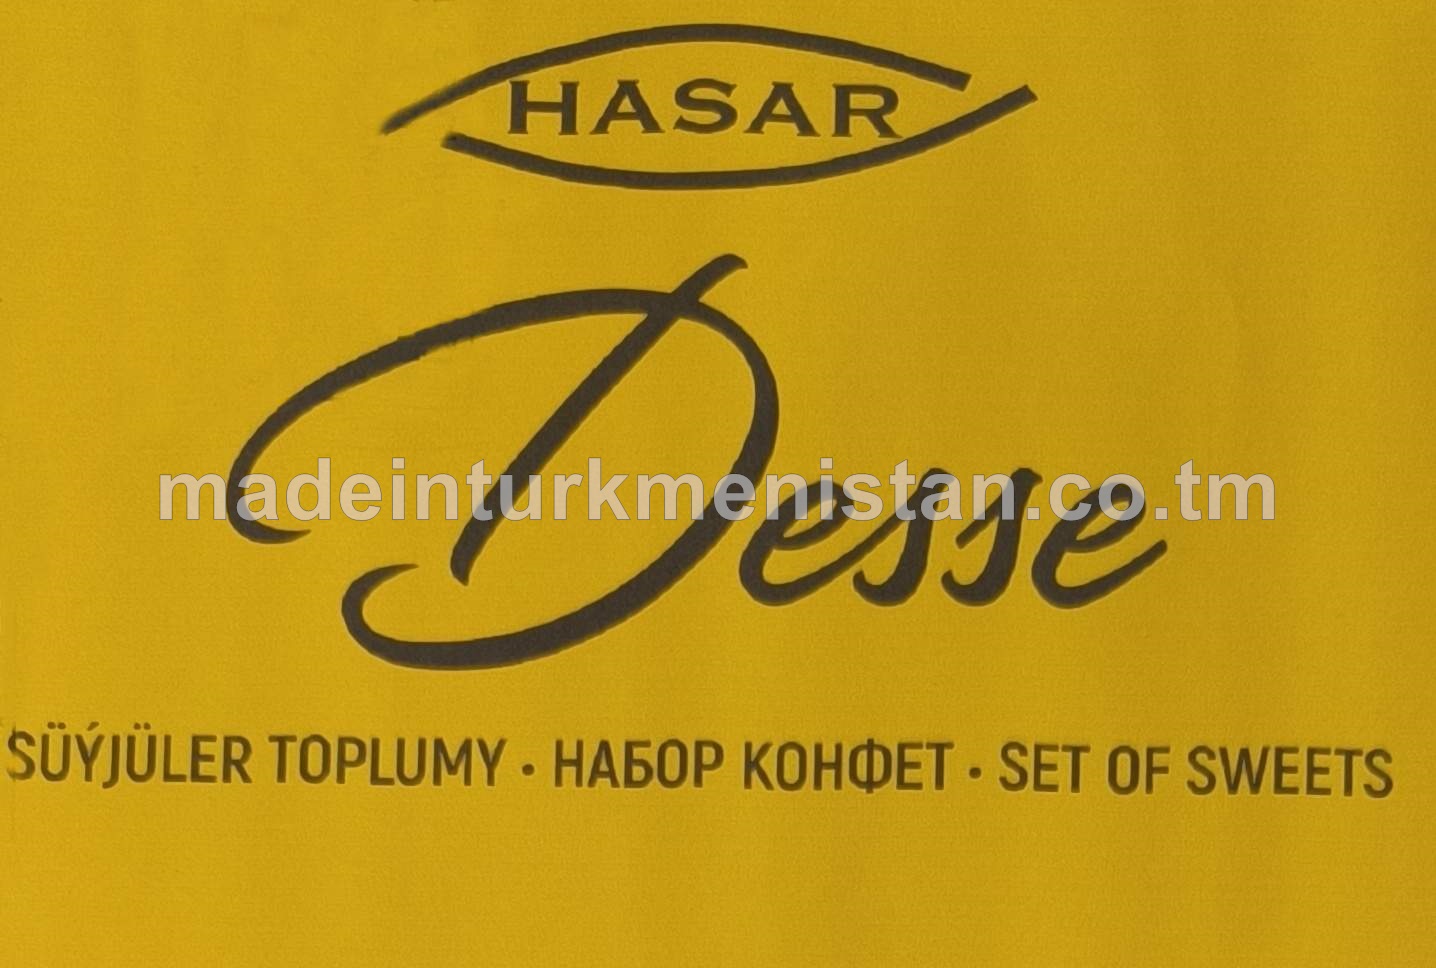 HASAR
Desse
madeinturkmenistan.co.tm
SÜÝJÜLER TOPLUMY • НАБОР КОНФЕТ • SET OF SWEETS